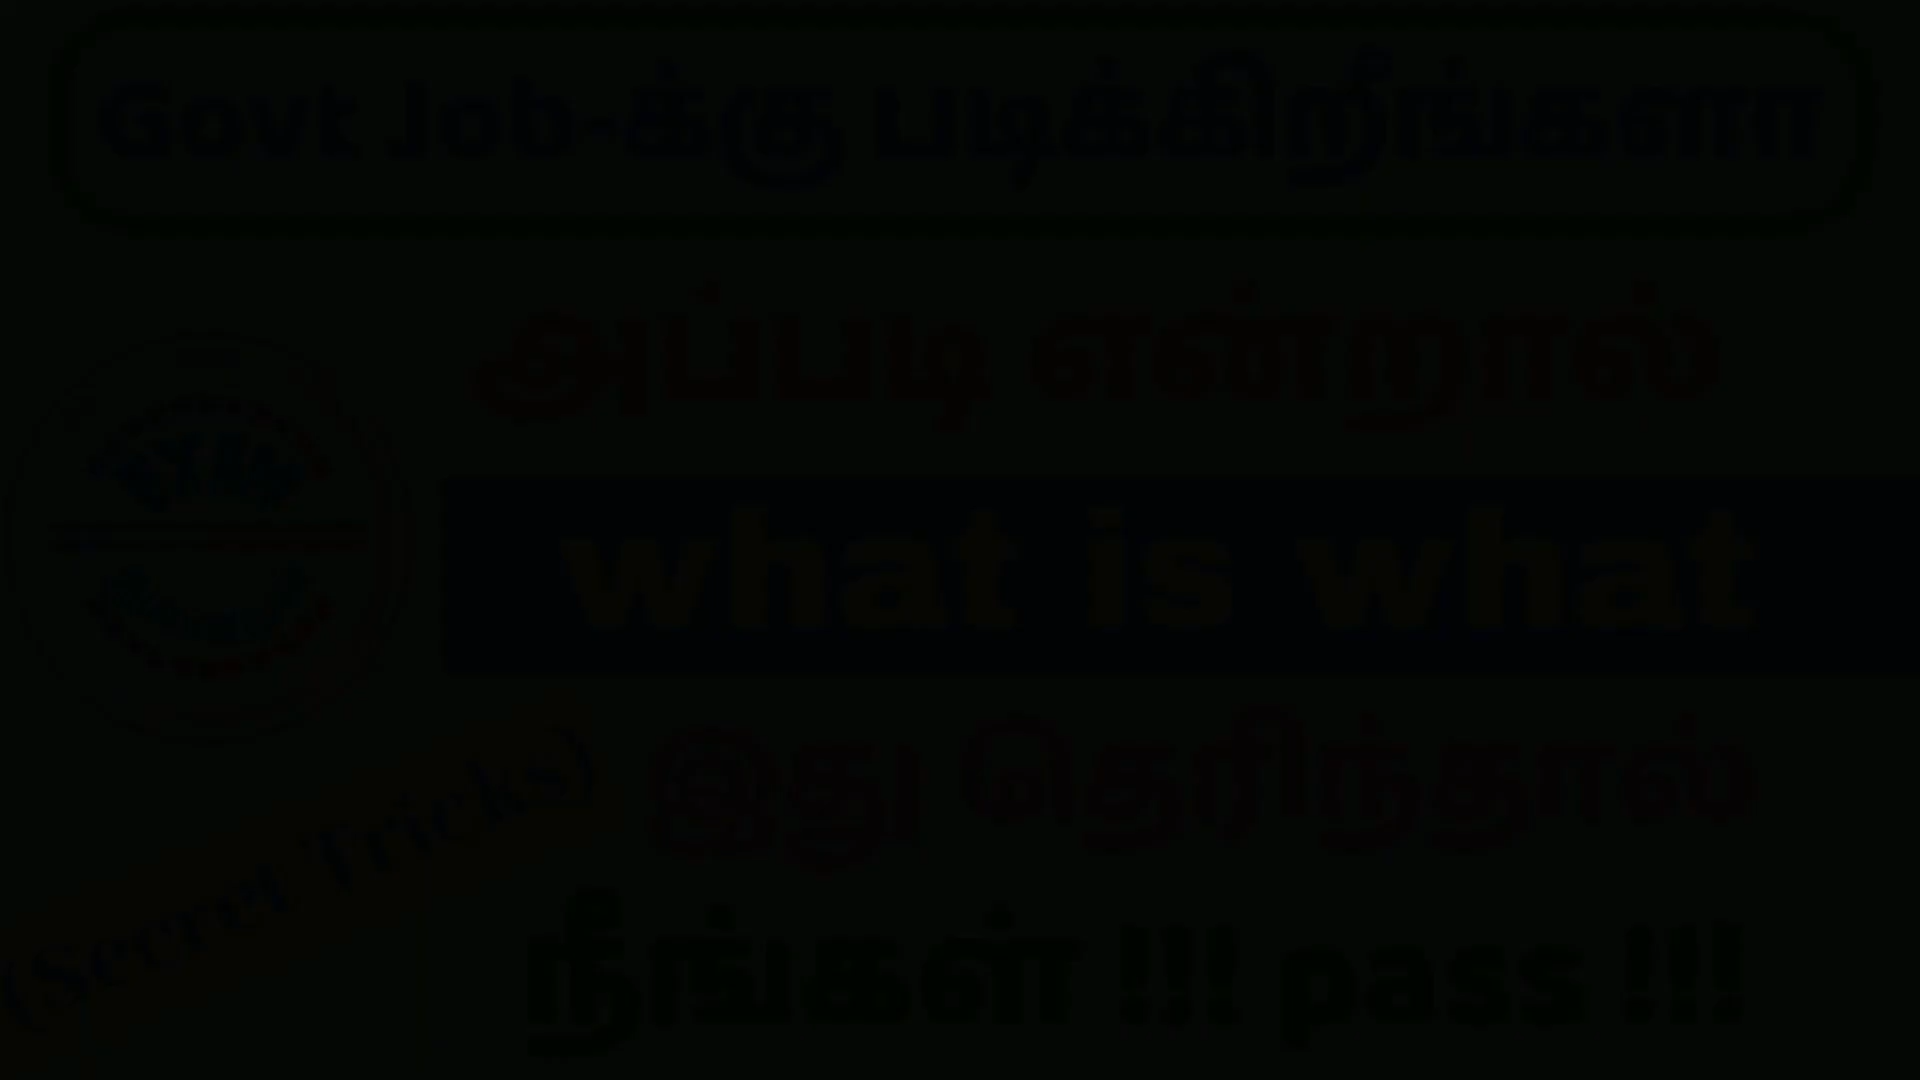 Govt Job-க்கு படிக்கிறீங்களா
அப்படி என்றால்
what is what
இது தெரிந்தால்
(Secret Tricks)
நீங்கள் !!! pass !!!